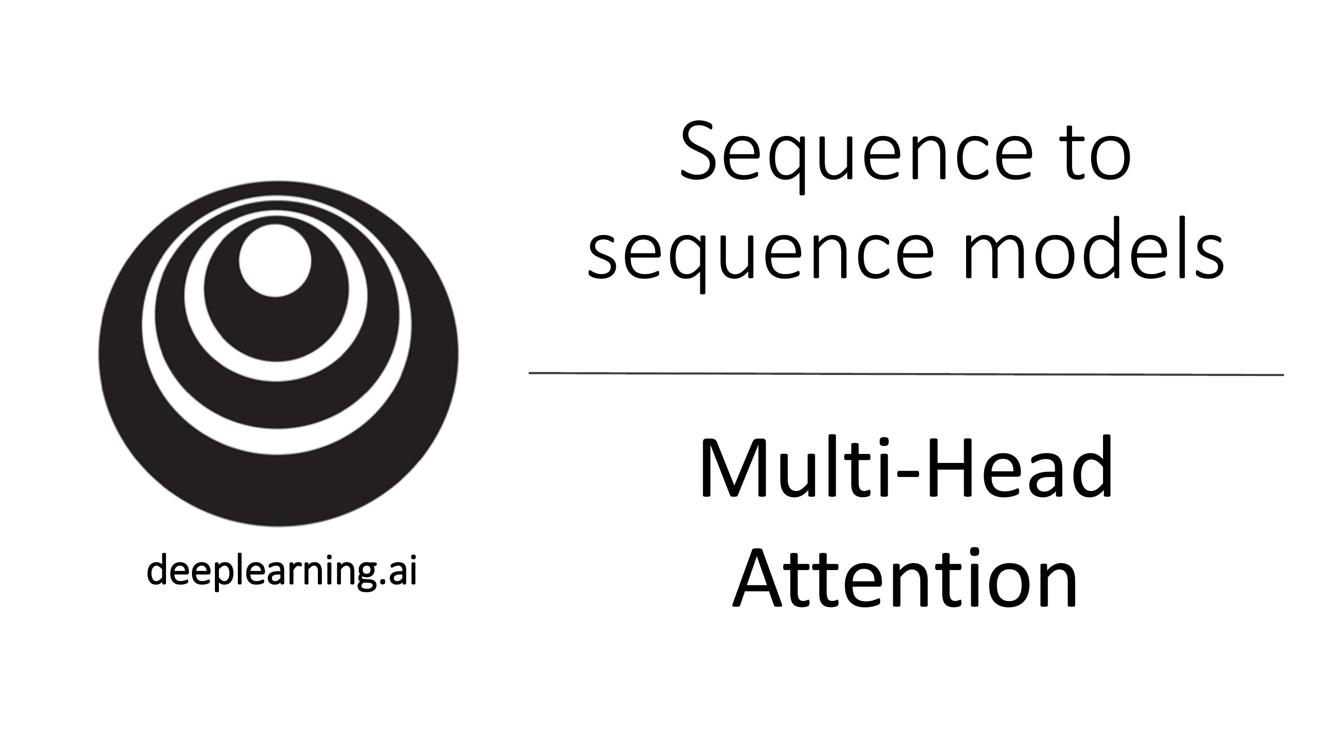 Sequence to
sequence models
Multi-Head
Attention
deeplearning.ai